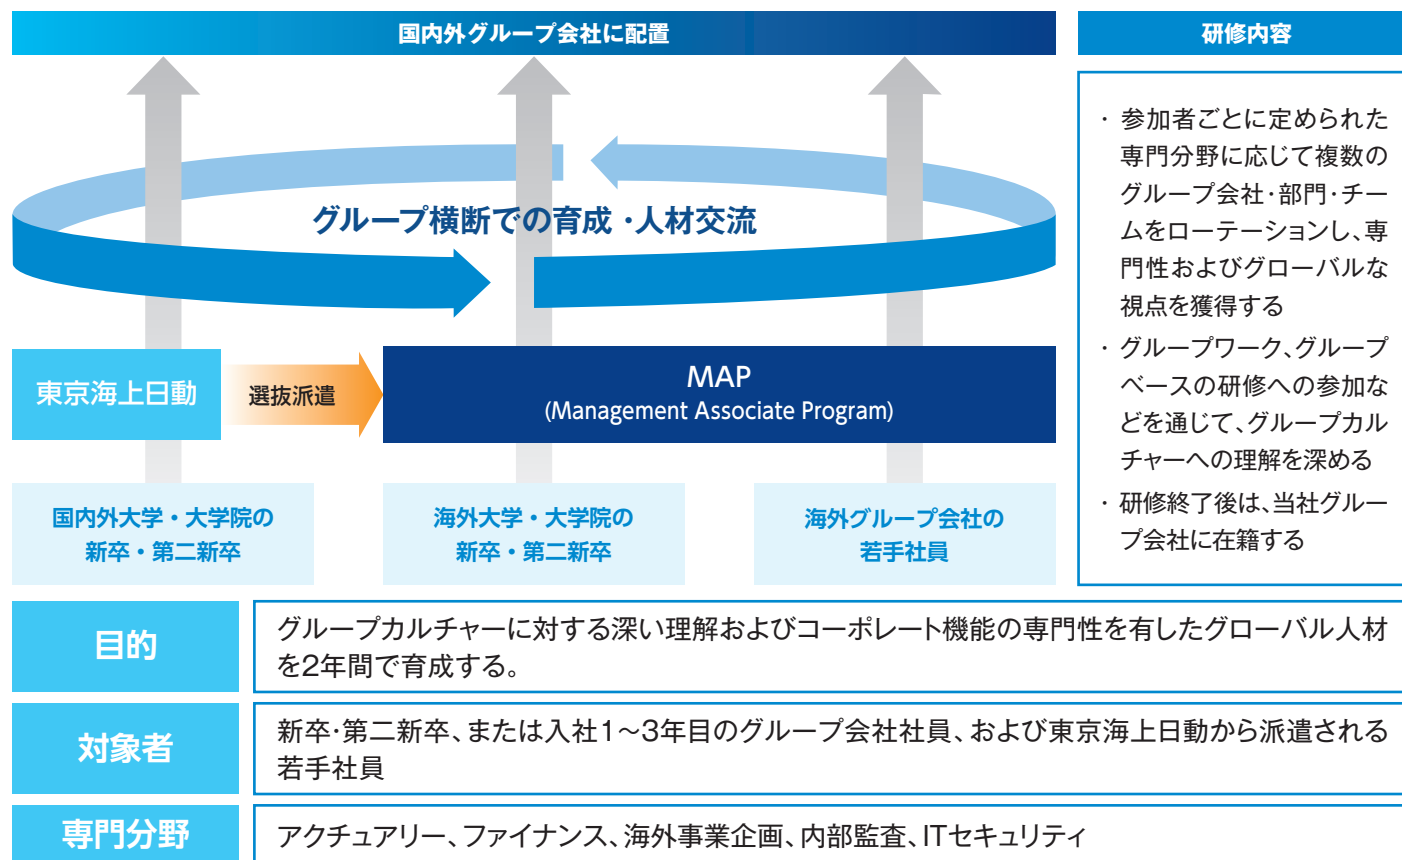 国内外グループ会社に配置
グループ横断での育成・人材交流
東京海上日動
選抜派遣
MAP
(Management Associate Program)
国内外大学・大学院の
新卒・第二新卒
海外大学・大学院の
新卒・第二新卒
海外グループ会社の
若手社員
研修内容
・参加者ごとに定められた
専門分野に応じて複数の
グループ会社・部門・チー
ムをローテーションし、専
門性およびグローバルな
視点を獲得する
・グループワーク、グループ
ベースの研修への参加な
どを通じて、グループカル
チャーへの理解を深める
・研修終了後は、当社グルー
プ会社に在籍する
目的
グループカルチャーに対する深い理解およびコーポレート機能の専門性を有したグローバル人材
を2年間で育成する。
対象者
新卒・第二新卒、または入社1～3年目のグループ会社社員、および東京海上日動から派遣される
若手社員
専門分野
アクチュアリー、ファイナンス、海外事業企画、内部監査、ITセキュリティ